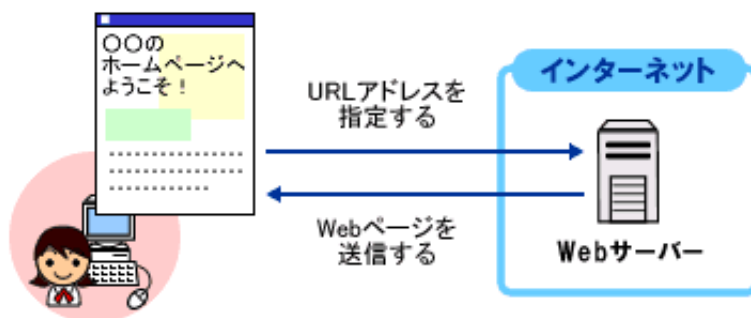 〇〇の
ホームページへ
ようこそ！
URLアドレスを
指定する
Webページを
送信する
インターネット
Webサーバー